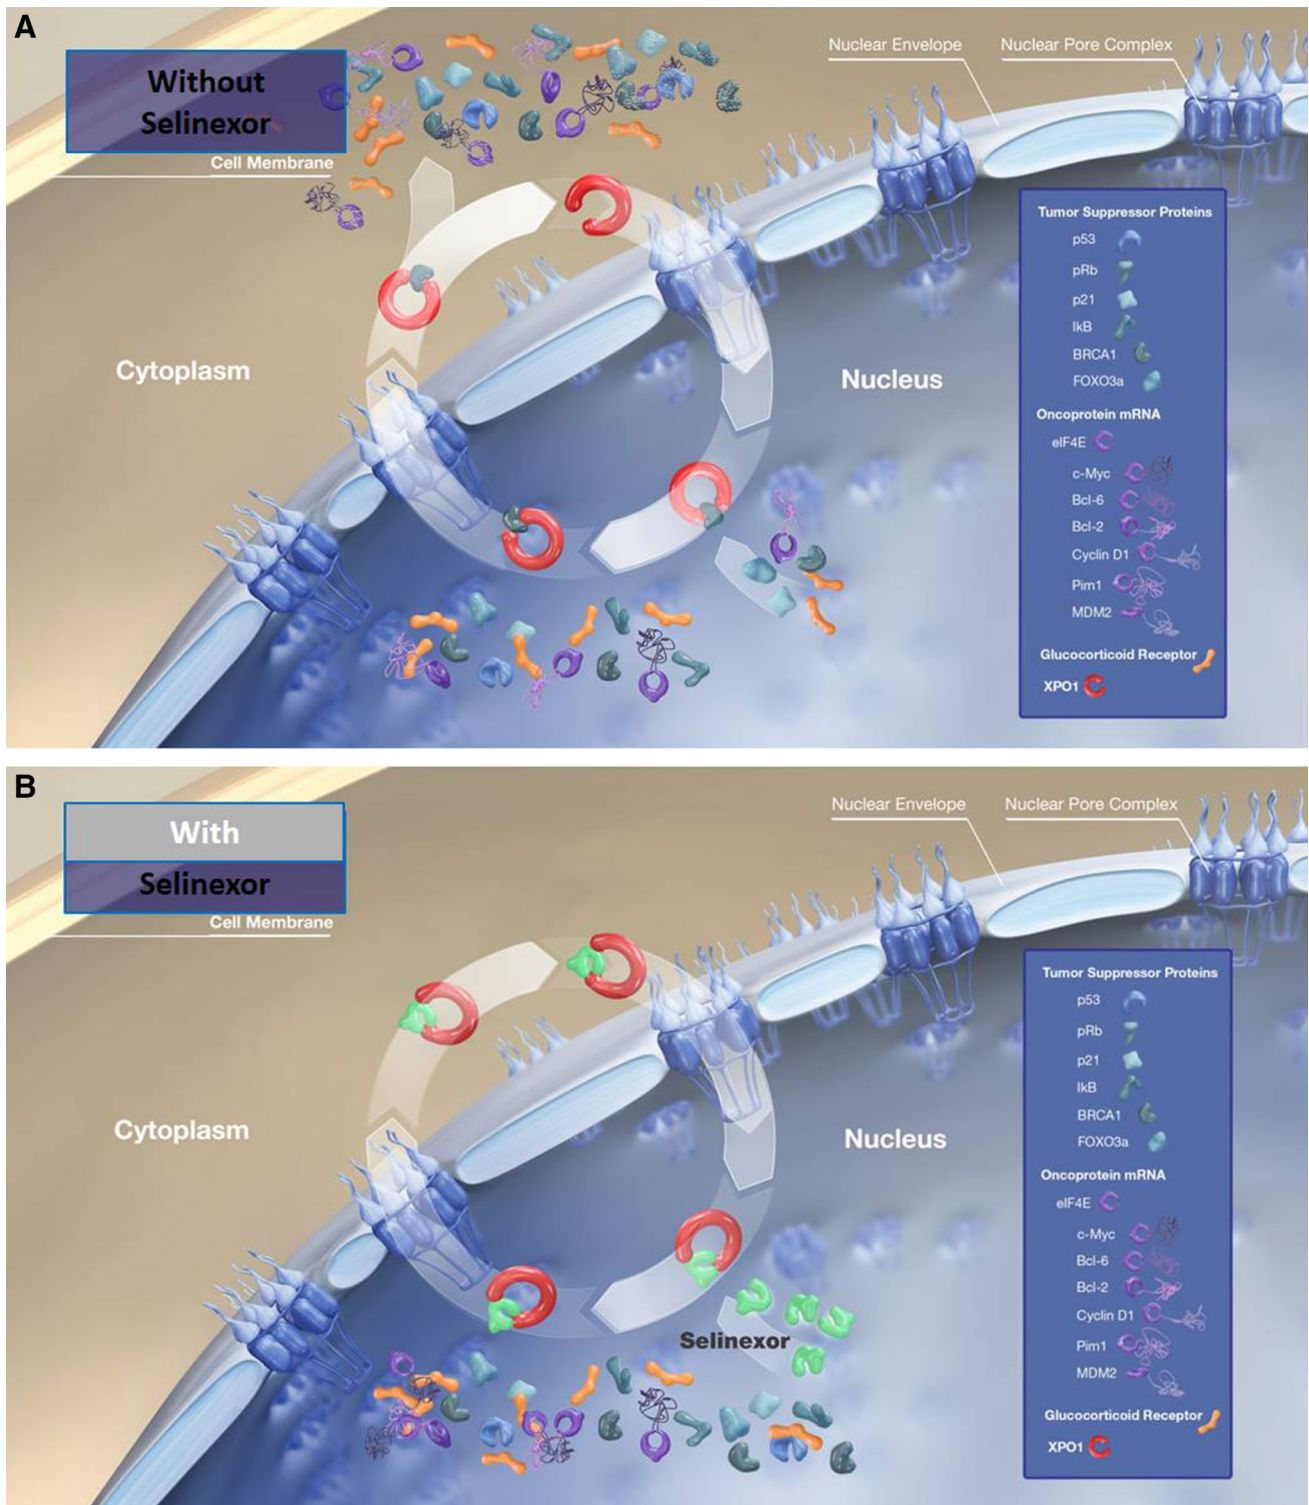 A
Without
Selinexor
Cell Membrane
Nuclear Envelope
Nuclear Pore Complex
Cytoplasm
Nucleus
Tumor Suppressor Proteins
p53
pRb
p21
IkB
BRCA1
FOXO3a
Oncoprotein mRNA
eIF4E
c-Myc
Bcl-6
Bcl-2
Cyclin D1
Pim1
MDM2
Glucocorticoid Receptor
XPO1
B
With
Selinexor
Cell Membrane
Nuclear Envelope
Nuclear Pore Complex
Cytoplasm
Nucleus
Selinexor
Tumor Suppressor Proteins
p53
pRb
p21
IkB
BRCA1
FOXO3a
Oncoprotein mRNA
eIF4E
c-Myc
Bcl-6
Bcl-2
Cyclin D1
Pim1
MDM2
Glucocorticoid Receptor
XPO1